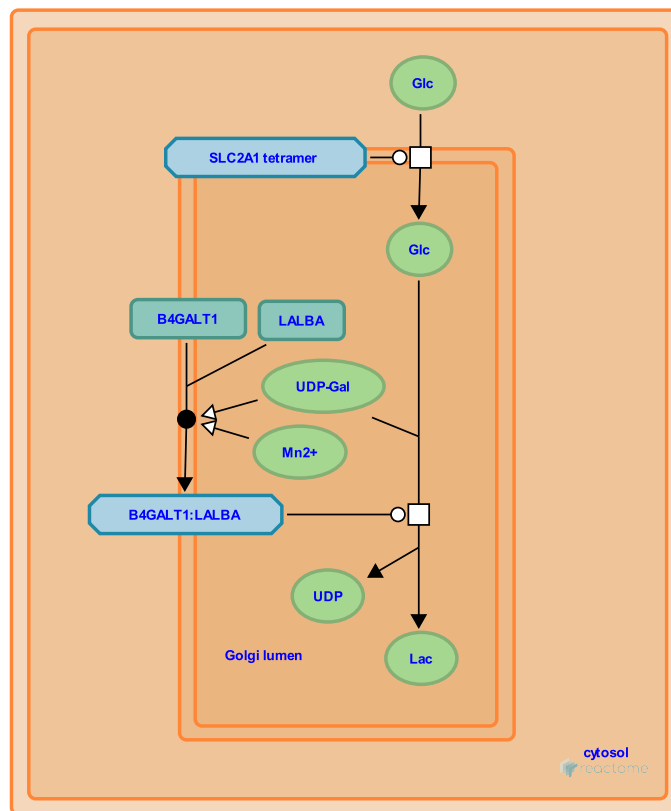 Glc
SLC2A1 tetramer
Glc
B4GALT1
LALBA
UDP-Gal
Mn2+
B4GALT1:LALBA
UDP
Golgi lumen
Lac
cytosol
reactome